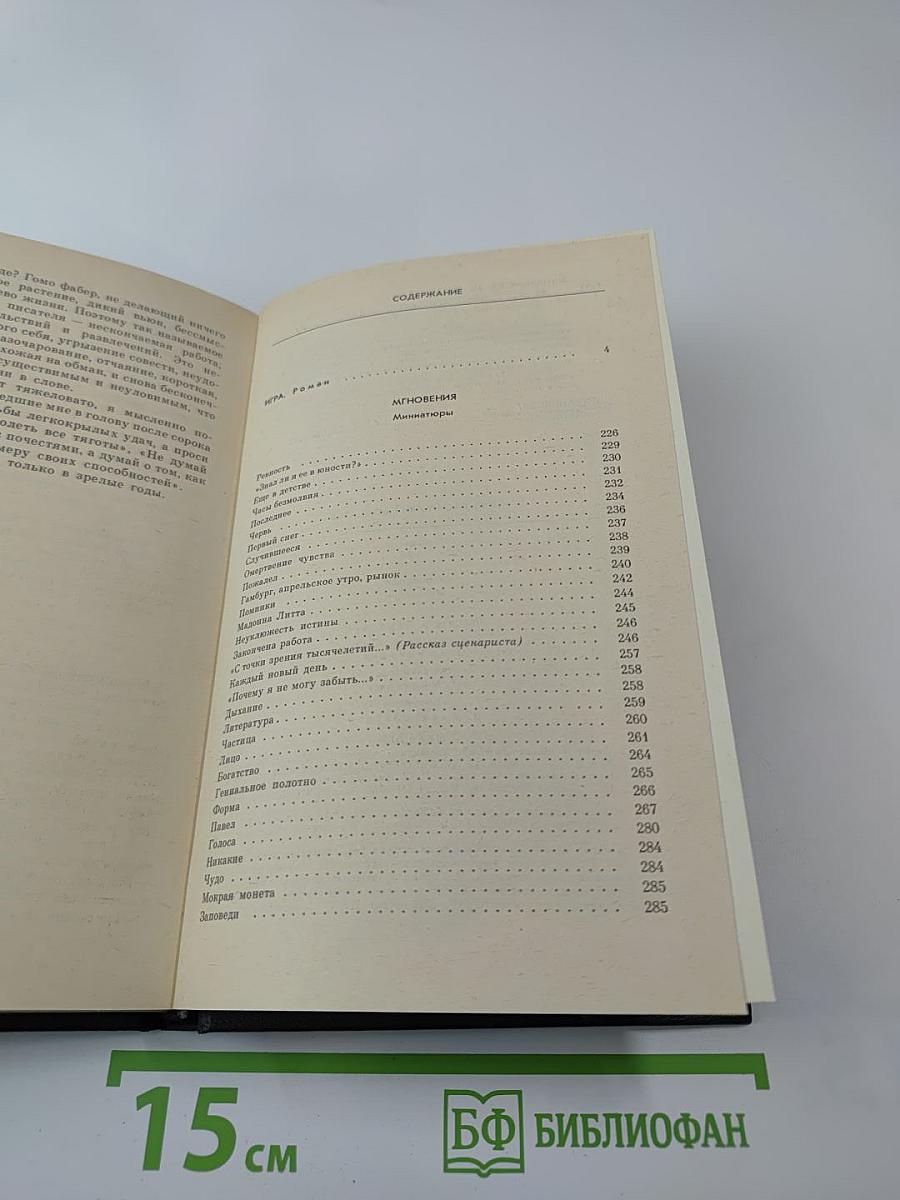 де? Гомо фабер, не делающий ничего
ое растение, дикий вьюн, бессмыс-
ево жизни. Поэтому так называемое
писателя — нескончаемая работа,
льствий и развлечений. Это не-
ого себя, угрызение совести, неудо-
азочарование, отчаяние, короткая,
хожая на обман, и снова бесконеч-
существимым и неуловимым, что
ни в слове.
т тяжеловато, я мысленно по-
едшие мне в голову после сорока
ьбы легкокрылых удач, а проси
олеть все тяготы». «Не думай
с почестями, а думай о том, как
меру своих способностей».
только в зрелые годы.
СОДЕРЖАНИЕ
ИГРА. Роман 4
МГНОВЕНИЯ
Миниатюры
Ревность 226
«Знал ли я ее в юности?» 229
Еще в детстве 230
Часы безмолвия 231
Последнее 232
Червь 234
Первый снег 236
Случившееся 237
Омертвение чувства 238
Пожалел 239
Гамбург, апрельское утро, рынок 240
Поминки 242
Мадонна Литта 244
Неуклюжесть истины 245
Закончена работа 246
«С точки зрения тысячелетий...» (Рассказ сценариста) 246
Каждый новый день 257
«Почему я не могу забыть...» 258
Дыхание 258
Литература 259
Частица 260
Лицо 261
Богатство 264
Гениальное полотно 265
Форма 266
Павел 267
Голоса 280
Никакие 284
Чудо 284
Мокрая монета 285
Заповеди 285
15 см
БФ БИБЛИОФАН